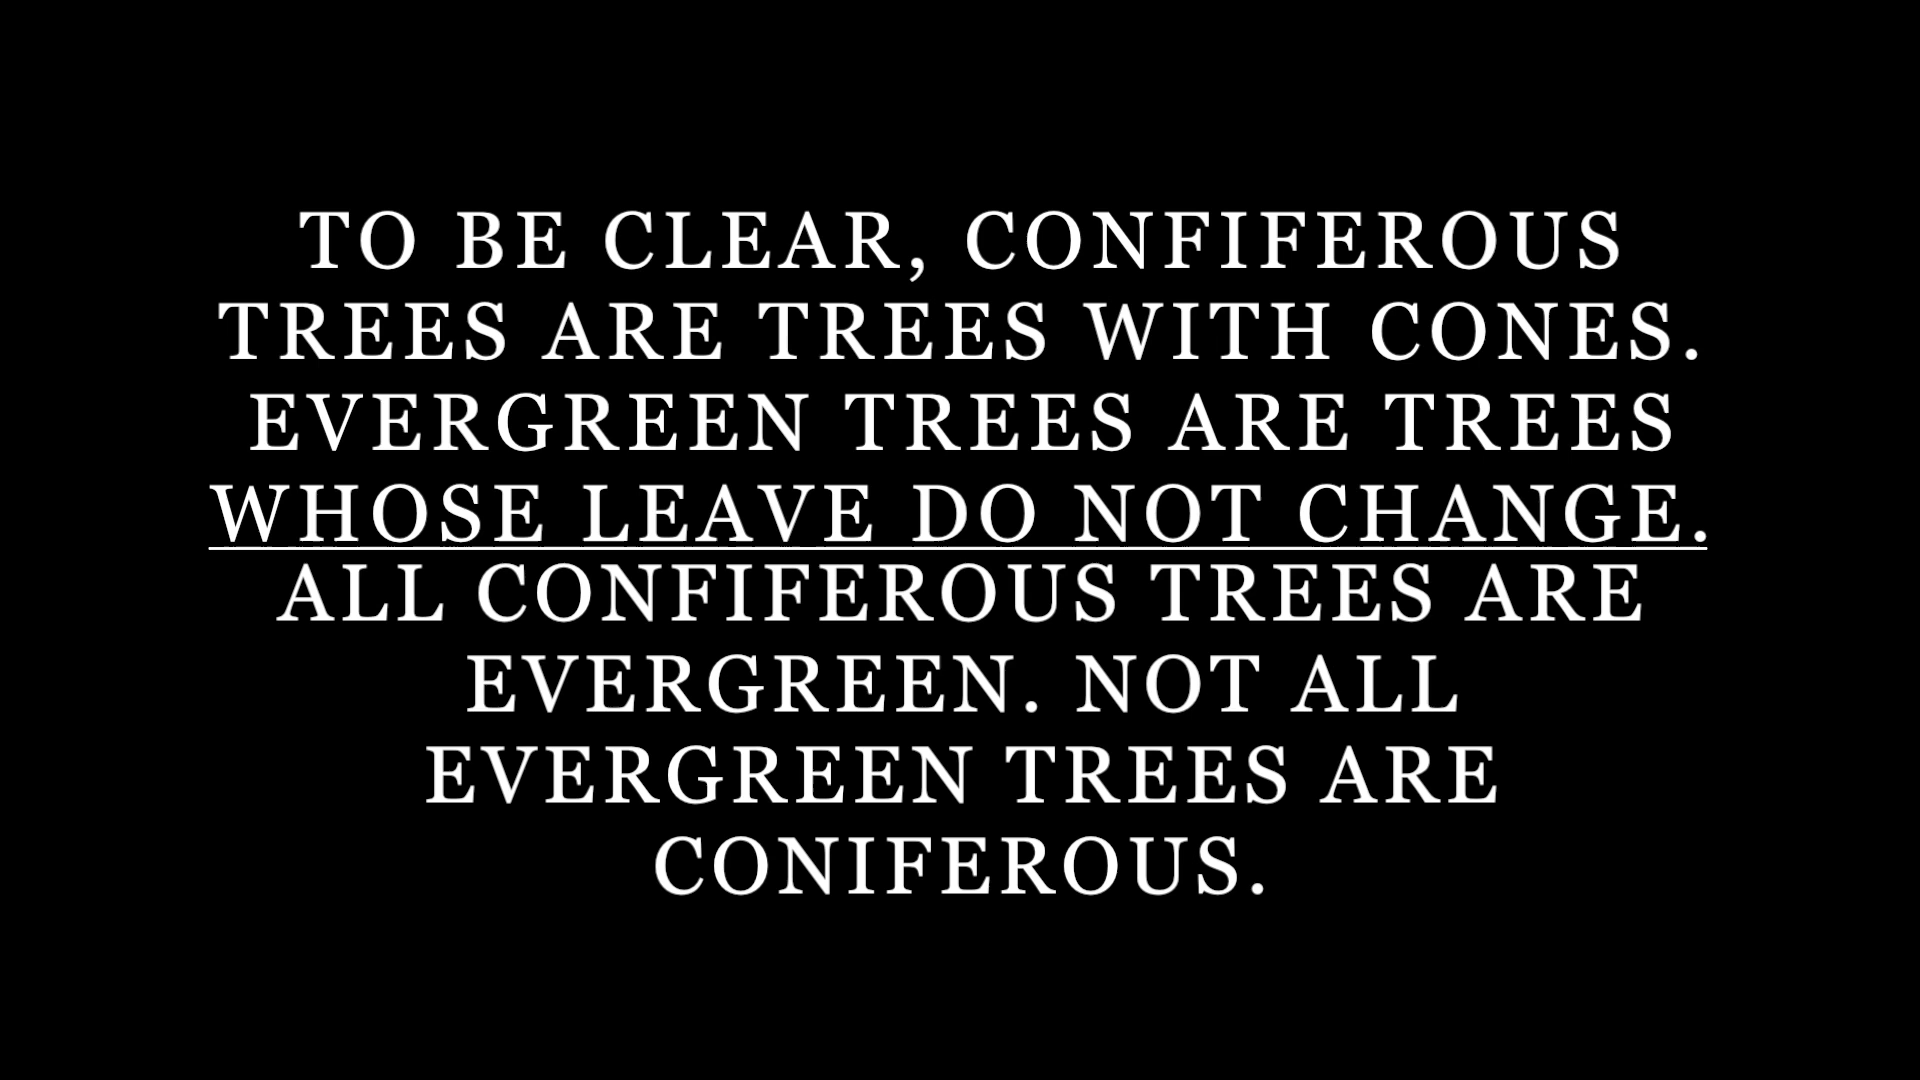 TO BE CLEAR, CONFIFEROUS
TREES ARE TREES WITH CONES.
EVERGREEN TREES ARE TREES
WHOSE LEAVE DO NOT CHANGE.
ALL CONFIFEROUS TREES ARE
EVERGREEN. NOT ALL
EVERGREEN TREES ARE
CONIFEROUS.